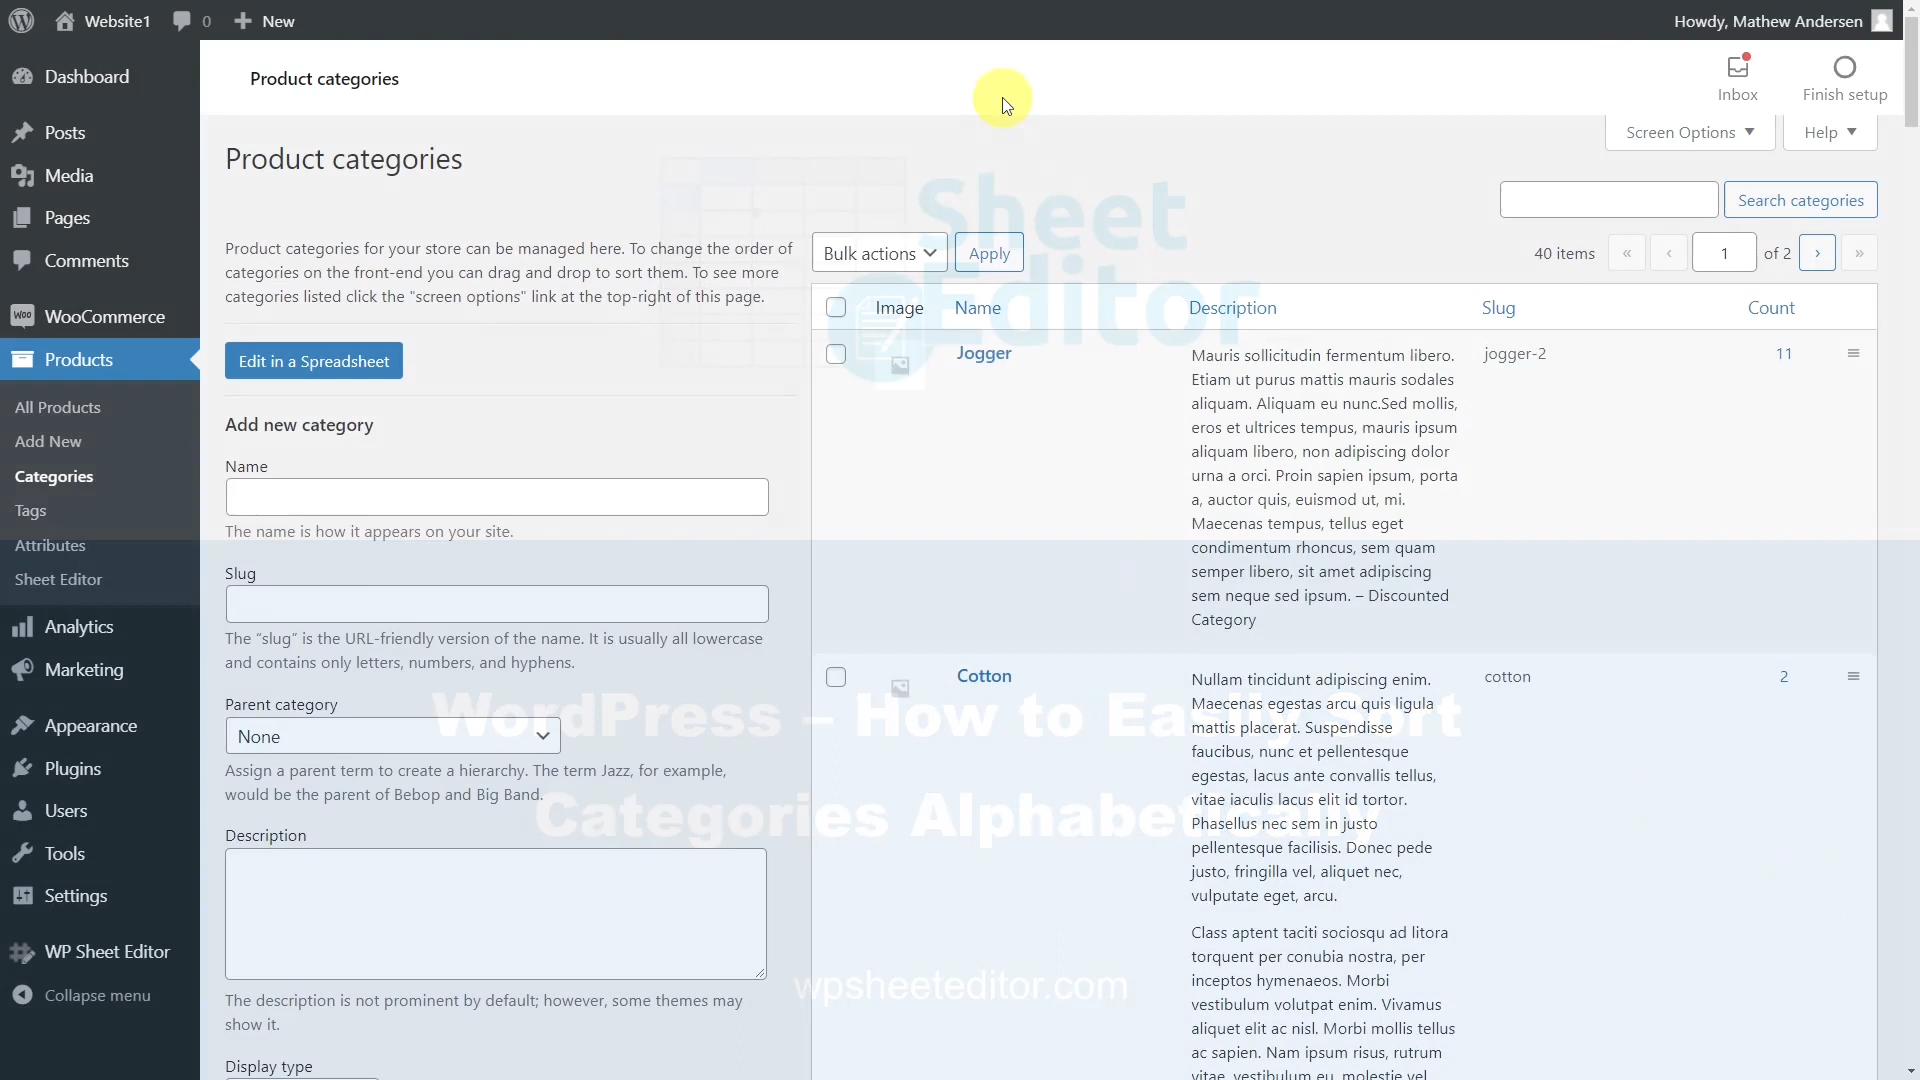 Website1
0
New
Howdy, Mathew Andersen
Dashboard
Posts
Media
Pages
Comments
WooCommerce
Products
All Products
Add New
Categories
Tags
Attributes
Sheet Editor
Analytics
Marketing
Appearance
Plugins
Users
Tools
Settings
WP Sheet Editor
Collapse menu
Product categories
Inbox
Finish setup
Screen Options
Help
Product categories
Search categories
Product categories for your store can be managed here. To change the order of
categories on the front-end you can drag and drop to sort them. To see more
categories listed click the "screen options" link at the top-right of this page.
Edit in a Spreadsheet
Add new category
Name
The name is how it appears on your site.
Slug
The “slug” is the URL-friendly version of the name. It is usually all lowercase
and contains only letters, numbers, and hyphens.
Parent category
None
Assign a parent term to create a hierarchy. The term Jazz, for example,
would be the parent of Bebop and Big Band.
Description
The description is not prominent by default; however, some themes may
show it.
Display type
Bulk actions
Apply
40 items
« ‹ 1 of 2 › »
Image Name Description Slug Count
Jogger
Mauris sollicitudin fermentum libero.
Etiam ut purus mattis mauris sodales
aliquam. Aliquam eu nunc.Sed mollis,
eros et ultrices tempus, mauris ipsum
aliquam libero, non adipiscing dolor
urna a orci. Proin sapien ipsum, porta
a, auctor quis, euismod ut, mi.
Maecenas tempus, tellus eget
condimentum rhoncus, sem quam
semper libero, sit amet adipiscing
sem neque sed ipsum. – Discounted
Category
jogger-2
11
Cotton
Nullam tincidunt adipiscing enim.
Maecenas egestas arcu quis ligula
mattis placerat. Suspendisse
faucibus, nunc et pellentesque
egestas, lacus ante convallis tellus,
vitae iaculis lacus elit id tortor.
Phasellus nec sem in justo
pellentesque facilisis. Donec pede
justo, fringilla vel, aliquet nec,
vulputate eget, arcu.
Class aptent taciti sociosqu ad litora
torquent per conubia nostra, per
inceptos hymenaeos. Morbi
vestibulum volutpat enim. Vivamus
aliquet elit ac nisl. Morbi mollis tellus
ac sapien. Nam ipsum risus, rutrum
vitae, vestibulum eu, molestie vel,
cotton
2
Sheet
Editor
WordPress – How to Easily Sort
Categories Alphabetically
wpsheeteditor.com